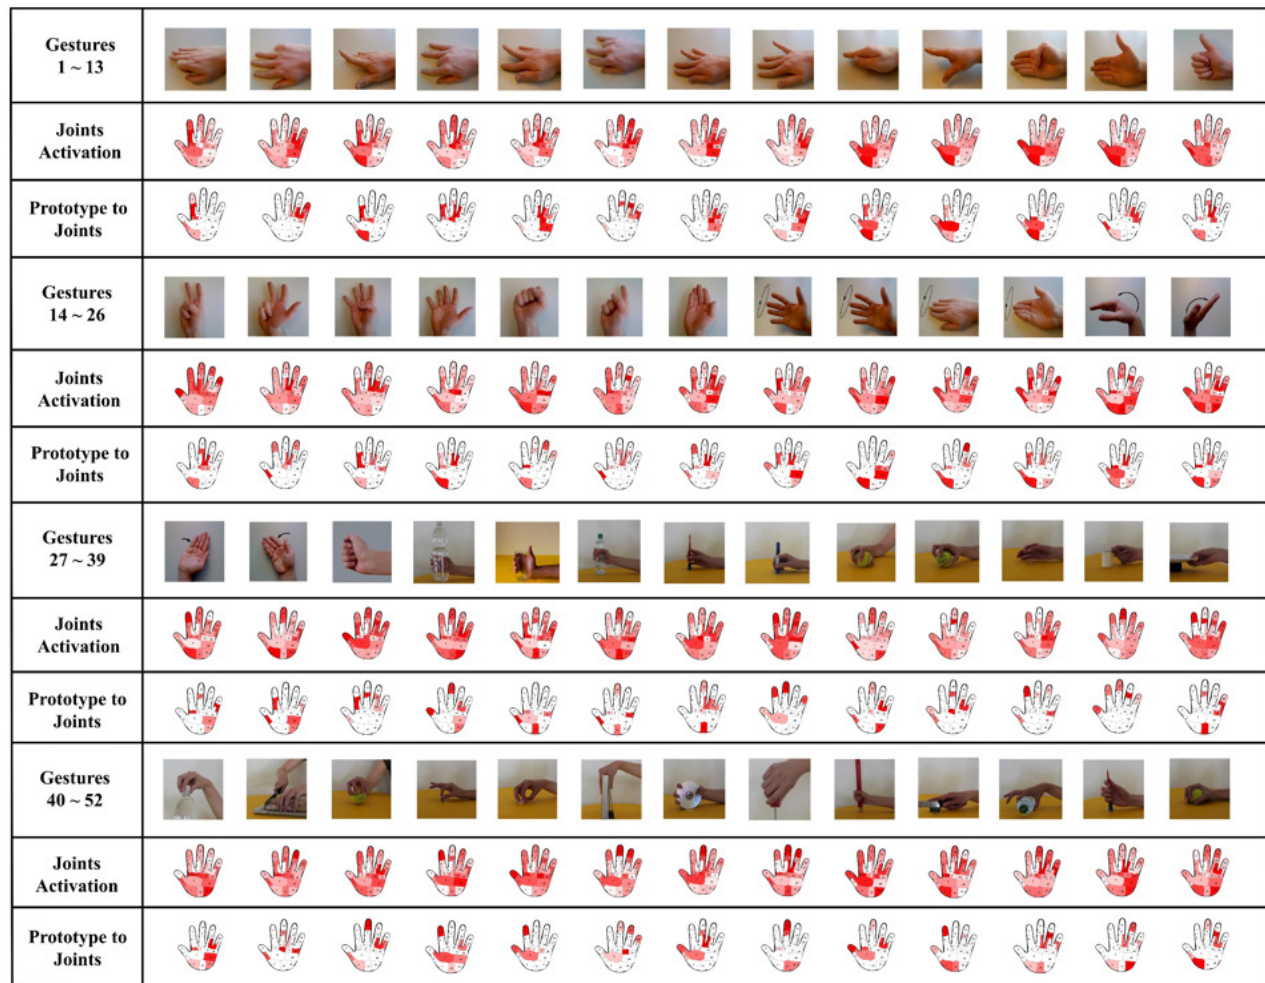 Gestures
1 ~ 13
Joints
Activation
Prototype to
Joints
Gestures
14 ~ 26
Joints
Activation
Prototype to
Joints
Gestures
27 ~ 39
Joints
Activation
Prototype to
Joints
Gestures
40 ~ 52
Joints
Activation
Prototype to
Joints